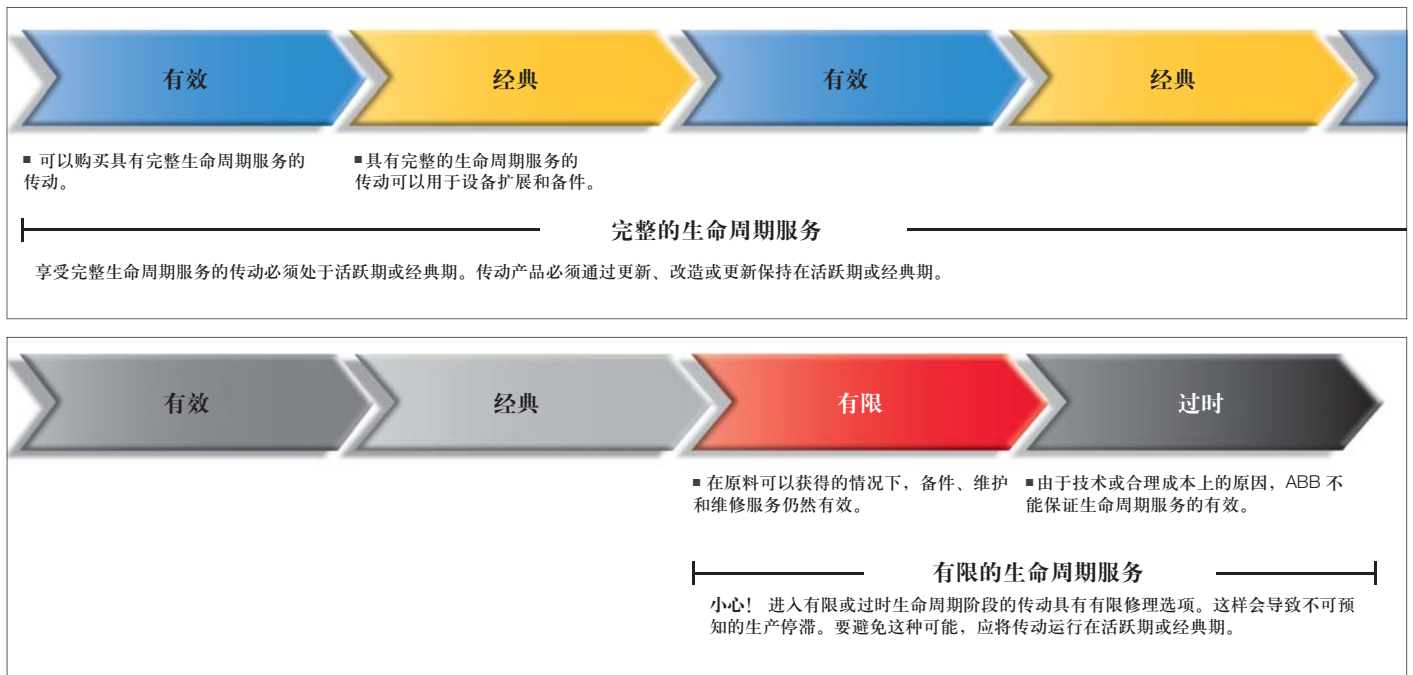 有效
经典
有效
经典
■ 可以购买具有完整生命周期服务的
传动。
■具有完整的生命周期服务的
传动可以用于设备扩展和备件。
完整的生命周期服务
享受完整生命周期服务的传动必须处于活跃期或经典期。传动产品必须通过更新、改造或更新保持在活跃期或经典期。
有效
经典
有限
过时
■ 在原料可以获得的情况下，备件、维护
和维修服务仍然有效。
■由于技术或合理成本上的原因，ABB 不
能保证生命周期服务的有效。
有限的生命周期服务
小心！ 进入有限或过时生命周期阶段的传动具有有限修理选项。这样会导致不可预
知的生产停滞。要避免这种可能，应将传动运行在活跃期或经典期。